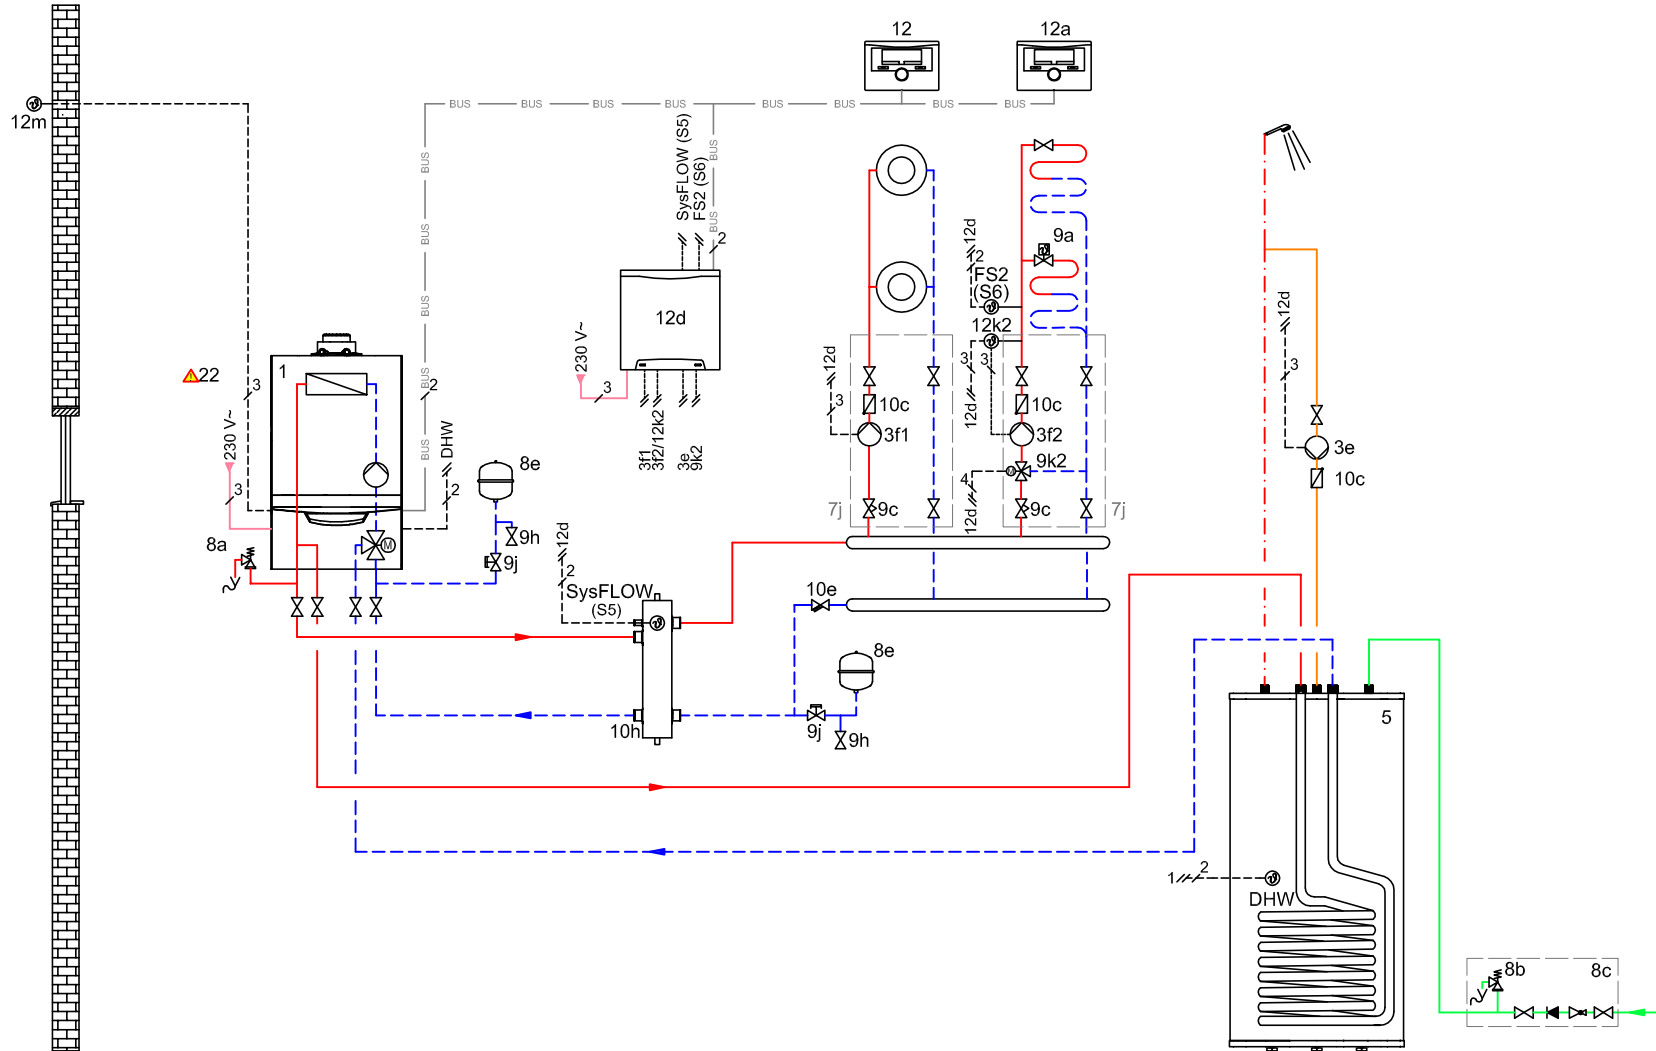 12
12a
12m
BUS BUS BUS BUS BUS BUS BUS
SysFLOW (S5)
FS2 (S6)
BUS
BUS
2
BUS
BUS
BUS
BUS
BUS
12d
2
9a
FS2
(S6)
12d
12k2
230 V~
3
12d
3
3
12d
3
12d
3
22
1
3
2
230 V~
3
DHW
2
3f1
3f2/12k2
3e
9k2
10c
10c
3f1
3f2
9k2
4
12d
3e
10c
7j
9c
9c
7j
8e
9h
9j
8a
M
M
12d
2
SysFLOW
(S5)
10e
8e
10h
9j
9h
5
1
2
DHW
8b
8c